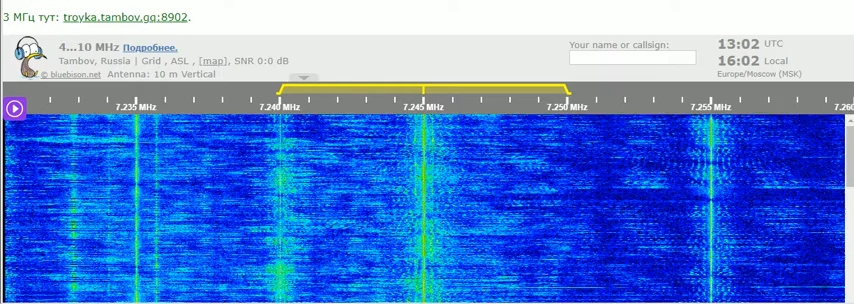 3 МГц тут: troyka.tambov.gq:8902.
4...10 MHz Подробнее.
Tambov, Russia | Grid , ASL , [map], SNR 0:0 dB
© bluebison.net Antenna: 10 m Vertical
Your name or callsign:
13:02 UTC
16:02 Local
Europe/Moscow (MSK)
7.235 MHz 7.240 MHz 7.245 MHz 7.250 MHz 7.255 MHz 7.260